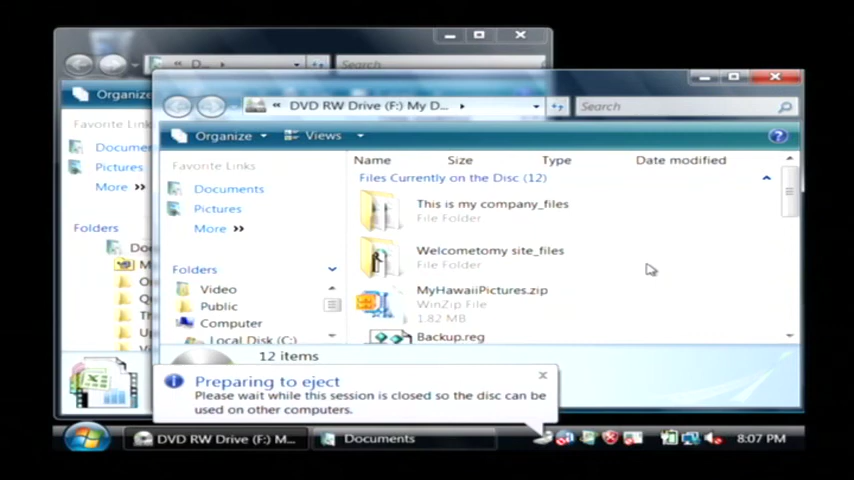 D...
Search
Organize
Favorite Links
Docume
Pictures
More »
Folders
Do
DVD RW Drive (F:) My D...
Search
Organize
Views
Favorite Links
Documents
Pictures
More »
Folders
Video
Public
Computer
Local Disk (C:)
Name Size Type Date modified
Files Currently on the Disc (12)
This is my company_files
File Folder
Welcometomy site_files
File Folder
MyHawaiiPictures.zip
WinZip File
1.82 MB
Backup.reg
12 items
Preparing to eject
Please wait while this session is closed so the disc can be
used on other computers.
DVD RW Drive (F:) M...
Documents
8:07 PM